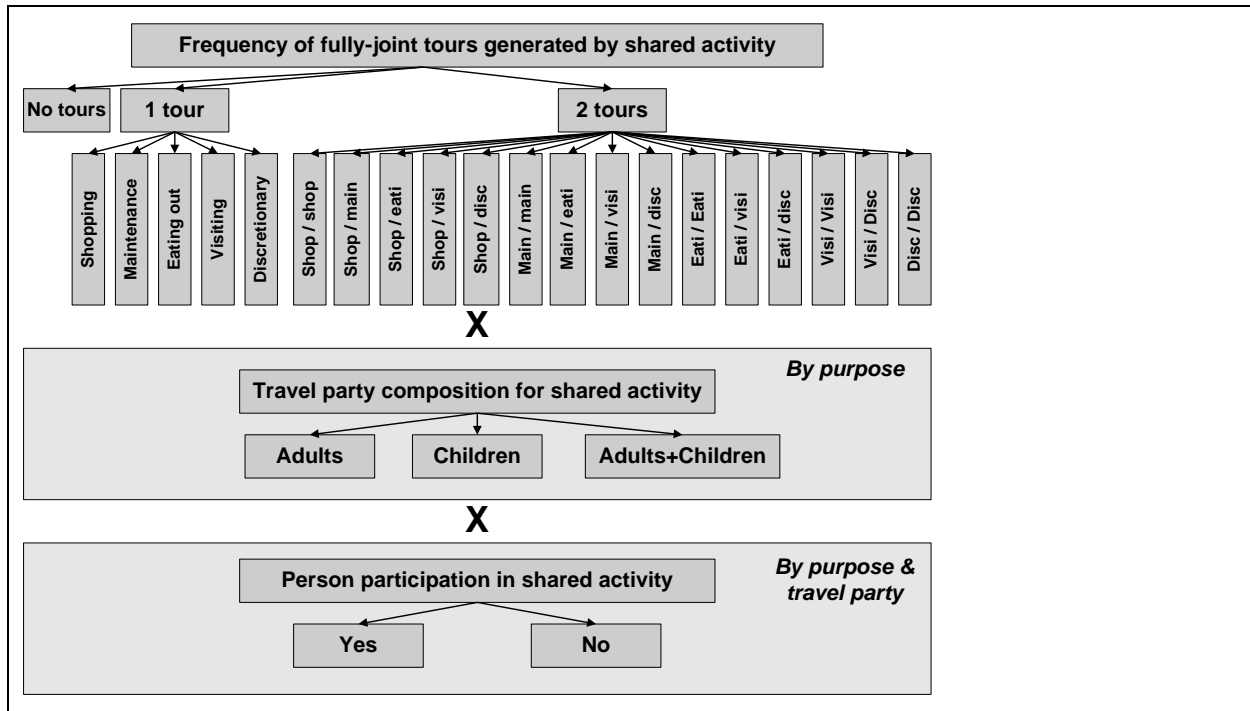 Frequency of fully-joint tours generated by shared activity
No tours
1 tour
2 tours
Shopping
Maintenance
Eating out
Visiting
Discretionary
Shop / shop
Shop / main
Shop / eati
Shop / visi
Shop / disc
Main / main
Main / eati
Main / visi
Main / disc
Eati / Eati
Eati / visi
Eati / disc
Visi / Visi
Visi / Disc
Disc / Disc
X
By purpose
Travel party composition for shared activity
Adults
Children
Adults+Children
X
By purpose &
travel party
Person participation in shared activity
Yes
No